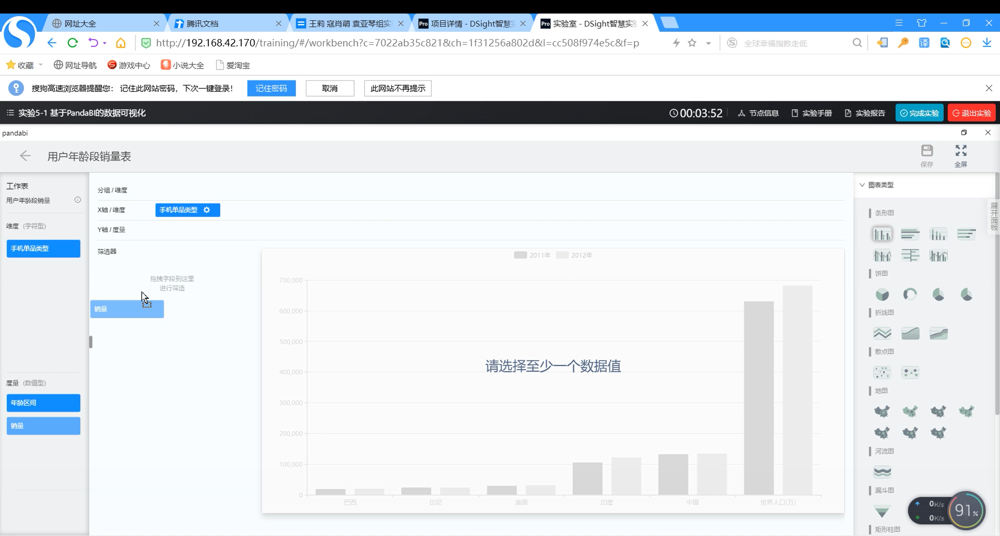 网址大全
腾讯文档
王莉 寇肖萌 袁亚琴组实
Pro 项目详情 - DSight智慧实
Pro 实验室 - DSight智慧实
http://192.168.42.170/training/#/workbench?c=7022ab35c821&ch=1f31256a802d&l=cc508f974e5c&f=p
全球幸福指数走低
译
收藏
网址导航
游戏中心
小说大全
爱淘宝
搜狗高速浏览器提醒您: 记住此网站密码, 下次一键登录!
记住密码
取消
此网站不再提示
实验5-1 基于PandaBI的数据可视化
00:03:52
节点信息
实验手册
实验报告
完成实验
退出实验
pandabi
用户年龄段销量表
保存
全屏
工作表
用户年龄段销量
维度 (字符型)
手机单品类型
度量 (数值型)
年龄区间
销量
分组 / 维度
X轴 / 维度
手机单品类型
Y轴 / 度量
筛选器
拖拽字段到这里
进行筛选
销量
2011年
2012年
700,000
600,000
500,000
400,000
300,000
200,000
100,000
0
请选择至少一个数据值
巴西
印尼
美国
印度
中国
世界人口(万)
图表类型
展开面板
条形图
饼图
折线图
散点图
地图
河流图
漏斗图
矩形柱图
0K/s
0K/s
91%